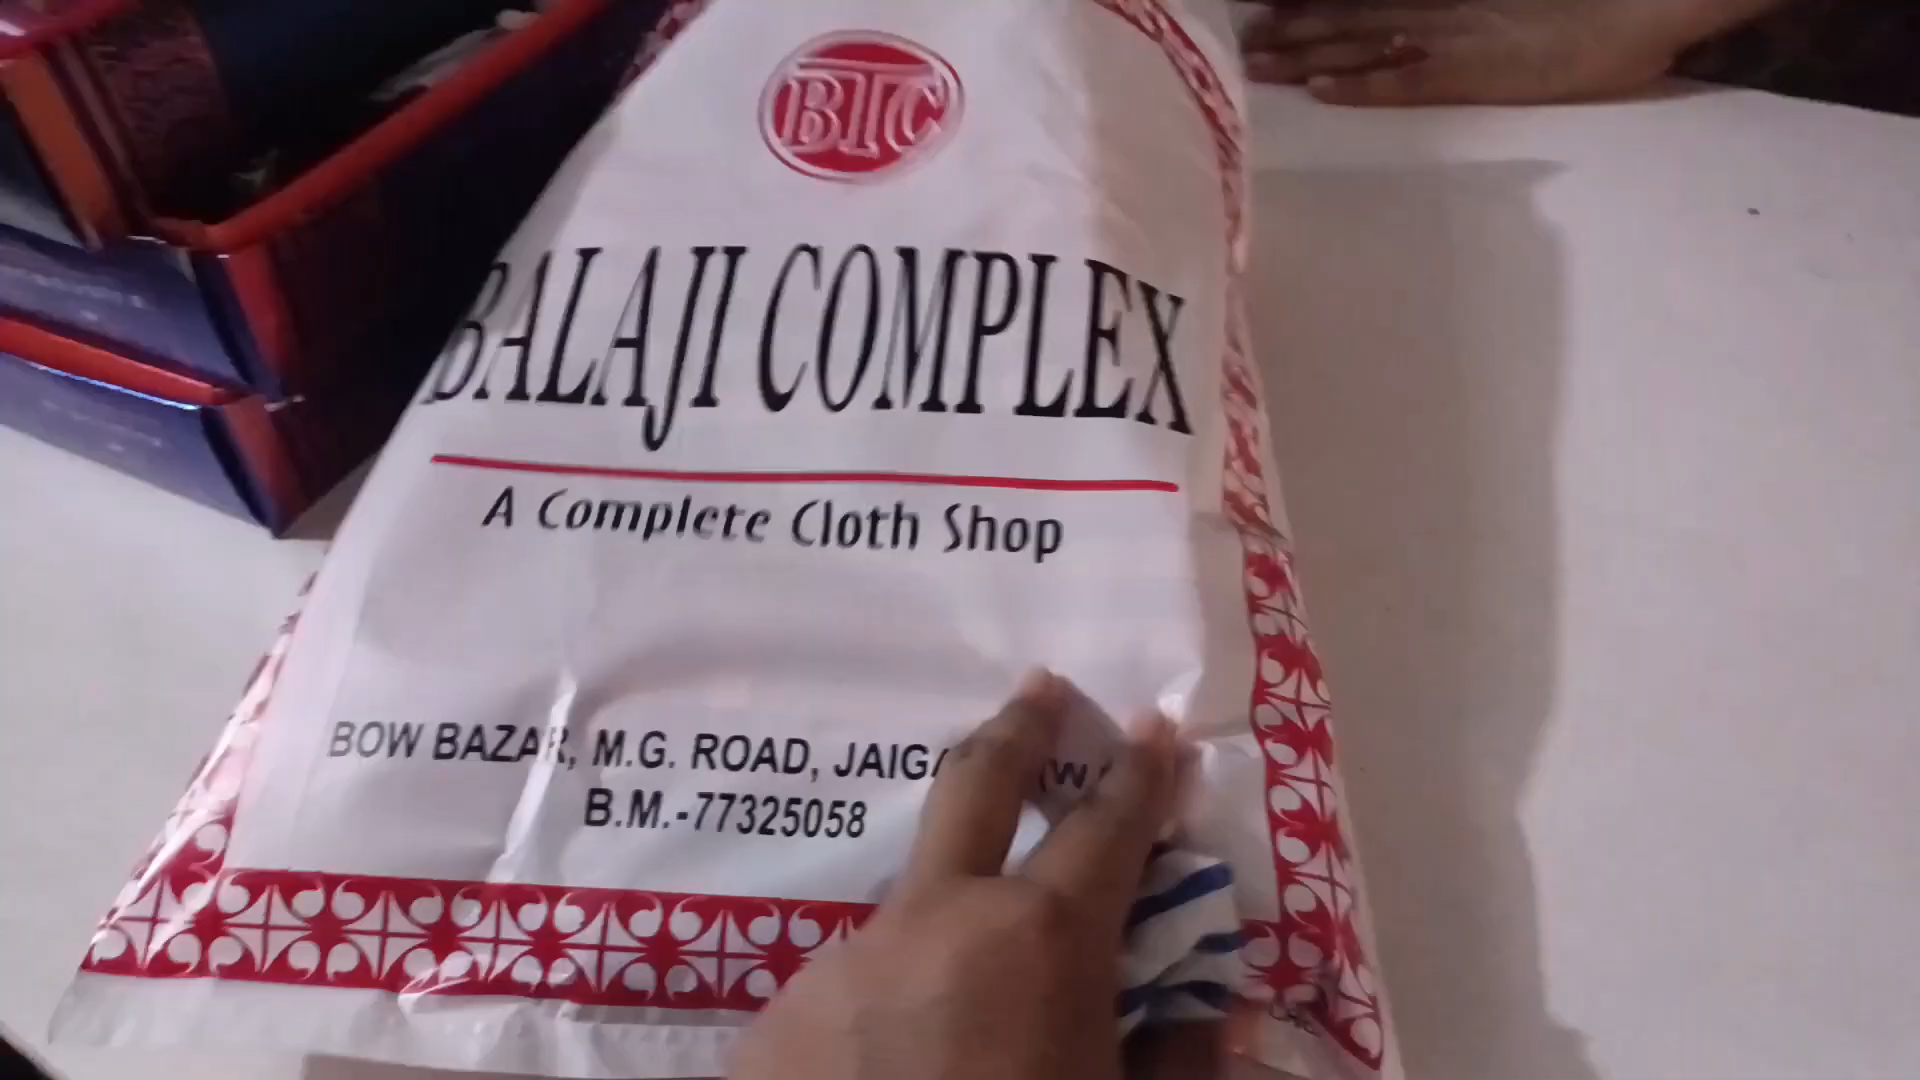 BTC
BALAJI COMPLEX
A Complete Cloth Shop
BOW BAZAR, M.G. ROAD,
B.M.-77325058